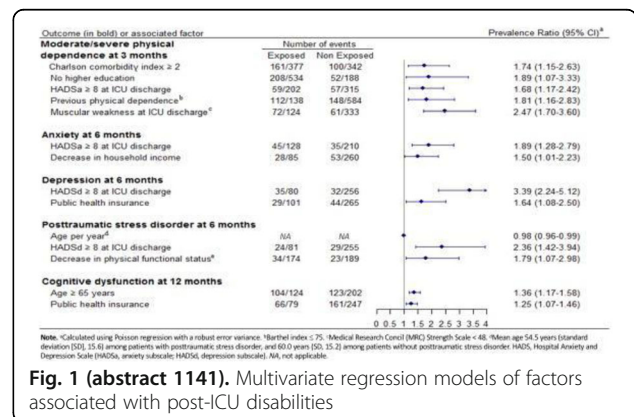 Outcome (in bold) or associated factor Prevalence Ratio (95% CI)ª
Moderate/severe physical Number of events
dependence at 3 months Exposed Non Exposed
Charlson comorbidity index ≥ 2 161/377 100/342 1.74 (1.15-2.63)
No higher education 208/534 52/188 1.89 (1.07-3.33)
HADSa ≥ 8 at ICU discharge 59/202 57/315 1.68 (1.17-2.42)
Previous physical dependenceᵇ 112/138 148/584 1.81 (1.16-2.83)
Muscular weakness at ICU dischargeᶜ 72/124 61/333 2.47 (1.70-3.60)
Anxiety at 6 months
HADSa ≥ 8 at ICU discharge 45/128 35/210 1.89 (1.28-2.79)
Decrease in household income 28/85 53/260 1.50 (1.01-2.23)
Depression at 6 months
HADSd ≥ 8 at ICU discharge 35/80 32/256 3.39 (2.24-5.12)
Public health insurance 29/101 44/265 1.64 (1.08-2.50)
Posttraumatic stress disorder at 6 months
Age per yearᵈ NA NA 0.98 (0.96-0.99)
HADSd ≥ 8 at ICU discharge 24/81 29/255 2.36 (1.42-3.94)
Decrease in physical functional statusᵉ 34/174 23/189 1.79 (1.07-2.98)
Cognitive dysfunction at 12 months
Age ≥ 65 years 104/124 123/202 1.36 (1.17-1.58)
Public health insurance 66/79 161/247 1.25 (1.07-1.46)
0 0.5 1 1.5 2 2.5 3 3.5 4
Note. ªCalculated using Poisson regression with a robust error variance. ᵇBarthel index ≤ 75. ᶜMedical Research Concil (MRC) Strength Scale < 48. ᵈMean age 54.5 years (standard
deviation [SD], 15.6) among patients with posttraumatic stress disorder, and 60.0 years [SD, 15.2] among patients without posttraumatic stress disorder. HADS, Hospital Anxiety and
Depression Scale (HADSa, anxiety subscale; HADSd, depression subscale). NA, not applicable.
Fig. 1 (abstract 1141). Multivariate regression models of factors
associated with post-ICU disabilities